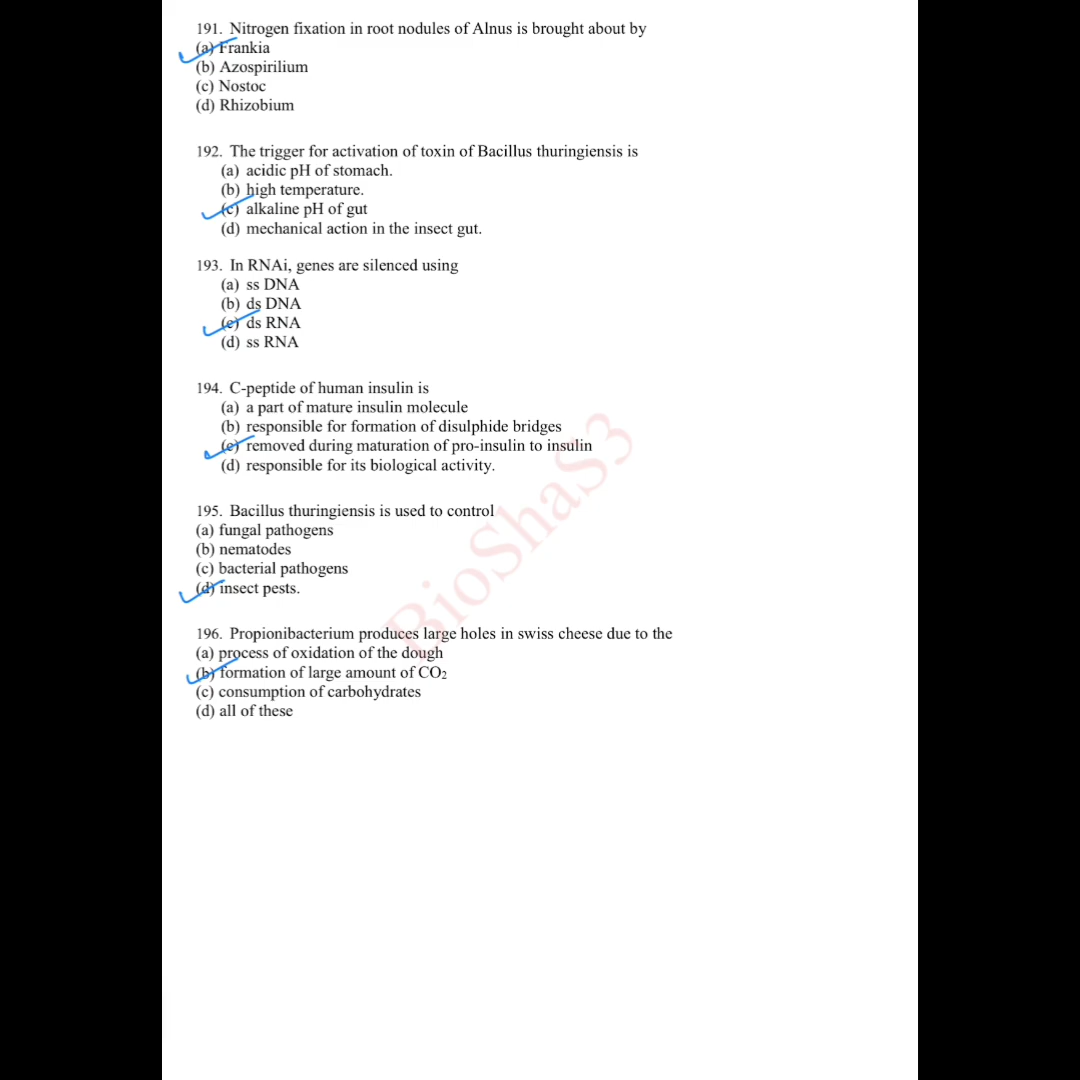 191. Nitrogen fixation in root nodules of Alnus is brought about by
(a) Frankia
(b) Azospirilium
(c) Nostoc
(d) Rhizobium
192. The trigger for activation of toxin of Bacillus thuringiensis is
(a) acidic pH of stomach.
(b) high temperature.
(c) alkaline pH of gut
(d) mechanical action in the insect gut.
193. In RNAi, genes are silenced using
(a) ss DNA
(b) ds DNA
(c) ds RNA
(d) ss RNA
194. C-peptide of human insulin is
(a) a part of mature insulin molecule
(b) responsible for formation of disulphide bridges
(c) removed during maturation of pro-insulin to insulin
(d) responsible for its biological activity.
195. Bacillus thuringiensis is used to control
(a) fungal pathogens
(b) nematodes
(c) bacterial pathogens
(d) insect pests.
196. Propionibacterium produces large holes in swiss cheese due to the
(a) process of oxidation of the dough
(b) formation of large amount of CO2
(c) consumption of carbohydrates
(d) all of these
BioShaS3